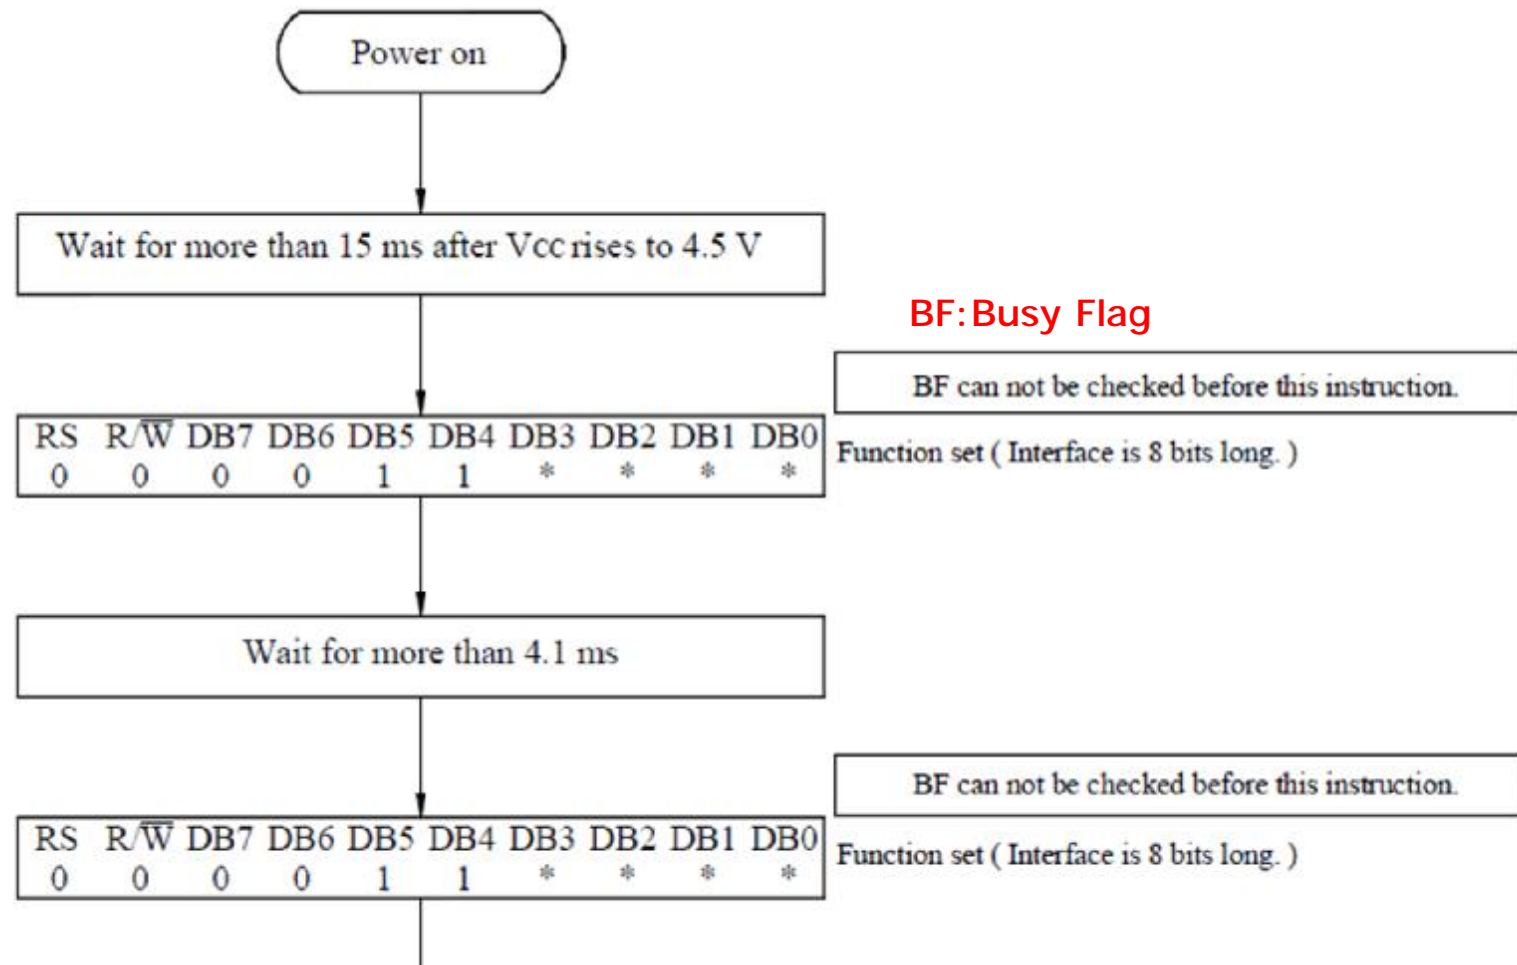 Power on
Wait for more than 15 ms after VCC rises to 4.5 V
BF:Busy Flag
BF can not be checked before this instruction.
RS R/W̅ DB7 DB6 DB5 DB4 DB3 DB2 DB1 DB0
0 0 0 0 1 1 * * * *
Function set ( Interface is 8 bits long. )
Wait for more than 4.1 ms
BF can not be checked before this instruction.
RS R/W̅ DB7 DB6 DB5 DB4 DB3 DB2 DB1 DB0
0 0 0 0 1 1 * * * *
Function set ( Interface is 8 bits long. )